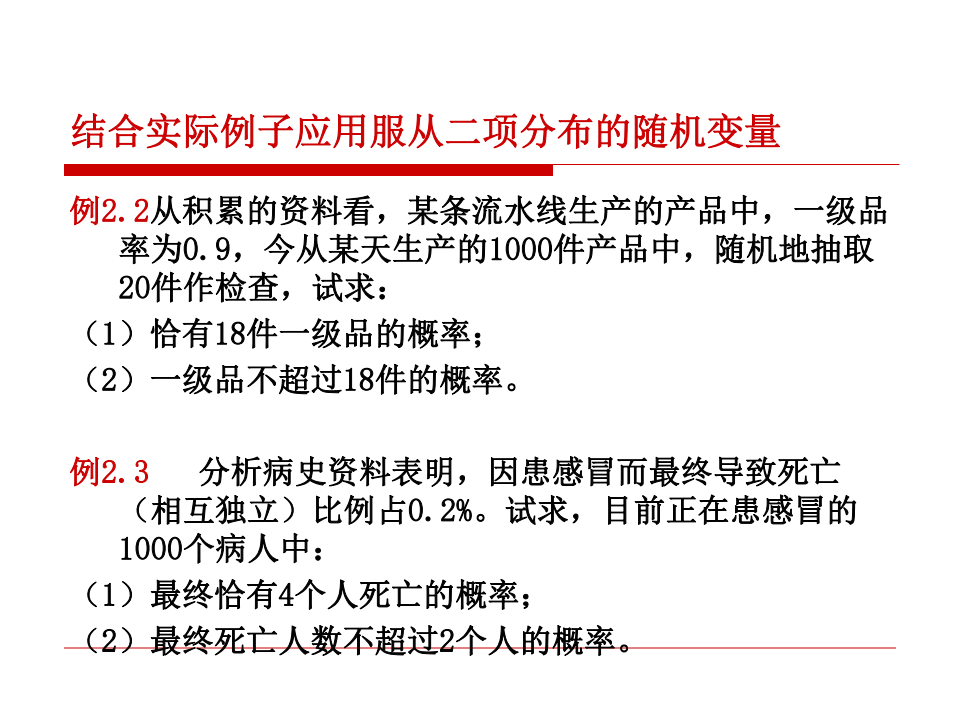 结合实际例子应用服从二项分布的随机变量
例2.2从积累的资料看，某条流水线生产的产品中，一级品
率为0.9，今从某天生产的1000件产品中，随机地抽取
20件作检查，试求：
（1）恰有18件一级品的概率；
（2）一级品不超过18件的概率。
例2.3 分析病史资料表明，因患感冒而最终导致死亡
（相互独立）比例占0.2%。试求，目前正在患感冒的
1000个病人中：
（1）最终恰有4个人死亡的概率；
（2）最终死亡人数不超过2个人的概率。